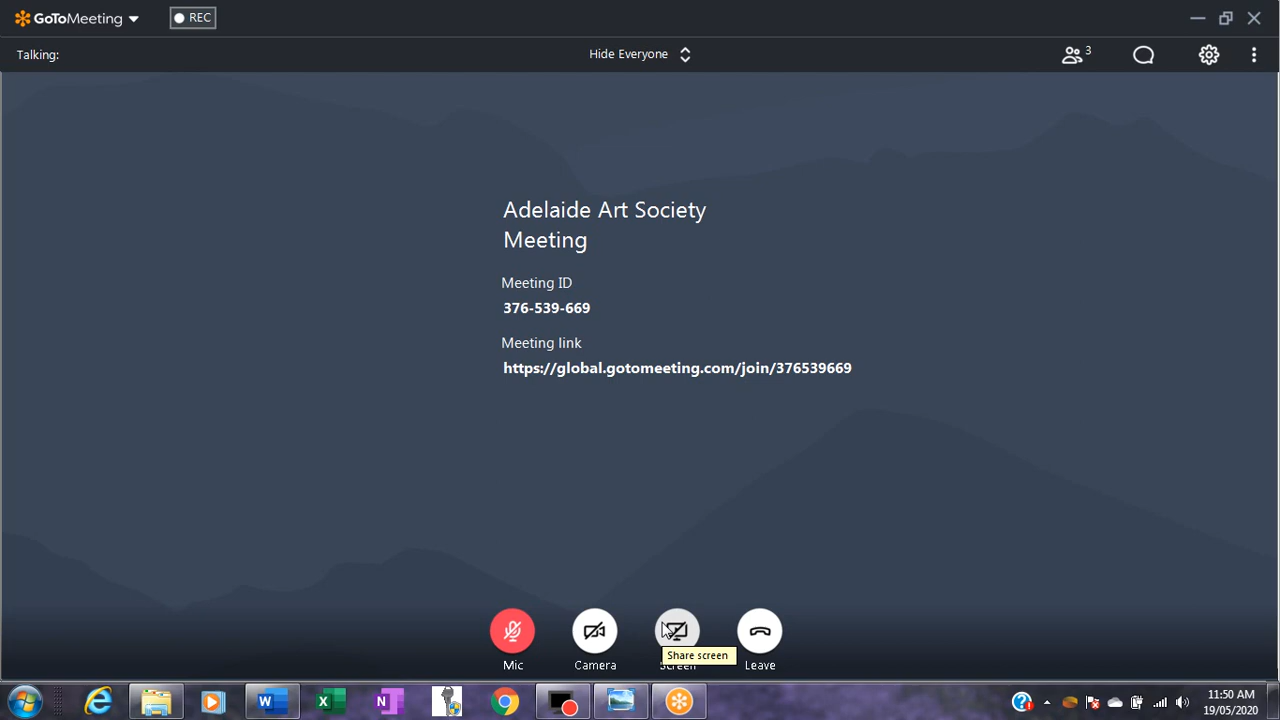 GoToMeeting
REC
Talking:
Hide Everyone
3
Adelaide Art Society
Meeting
Meeting ID
376-539-669
Meeting link
https://global.gotomeeting.com/join/376539669
Share screen
Mic
Camera
Screen
Leave
11:50 AM
19/05/2020